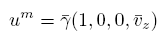 $u^m = \bar{\gamma}(1, 0, 0, \bar{v}_z)$